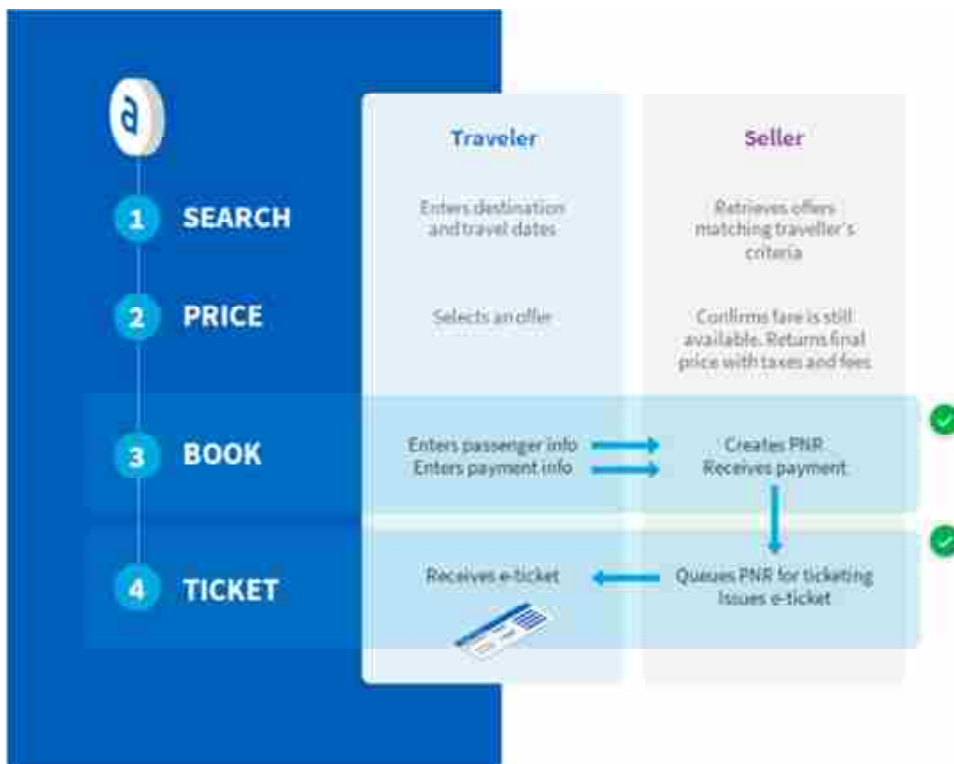 a
Traveler
Seller
1
SEARCH
Enters destination
and travel dates
Retrieves offers
matching traveller's
criteria
2
PRICE
Selects an offer
Confirms fare is still
available. Returns final
price with taxes and fees
3
BOOK
Enters passenger info
Enters payment info
Creates PNR
Receives payment
4
TICKET
Receives e-ticket
Queues PNR for ticketing
Issues e-ticket